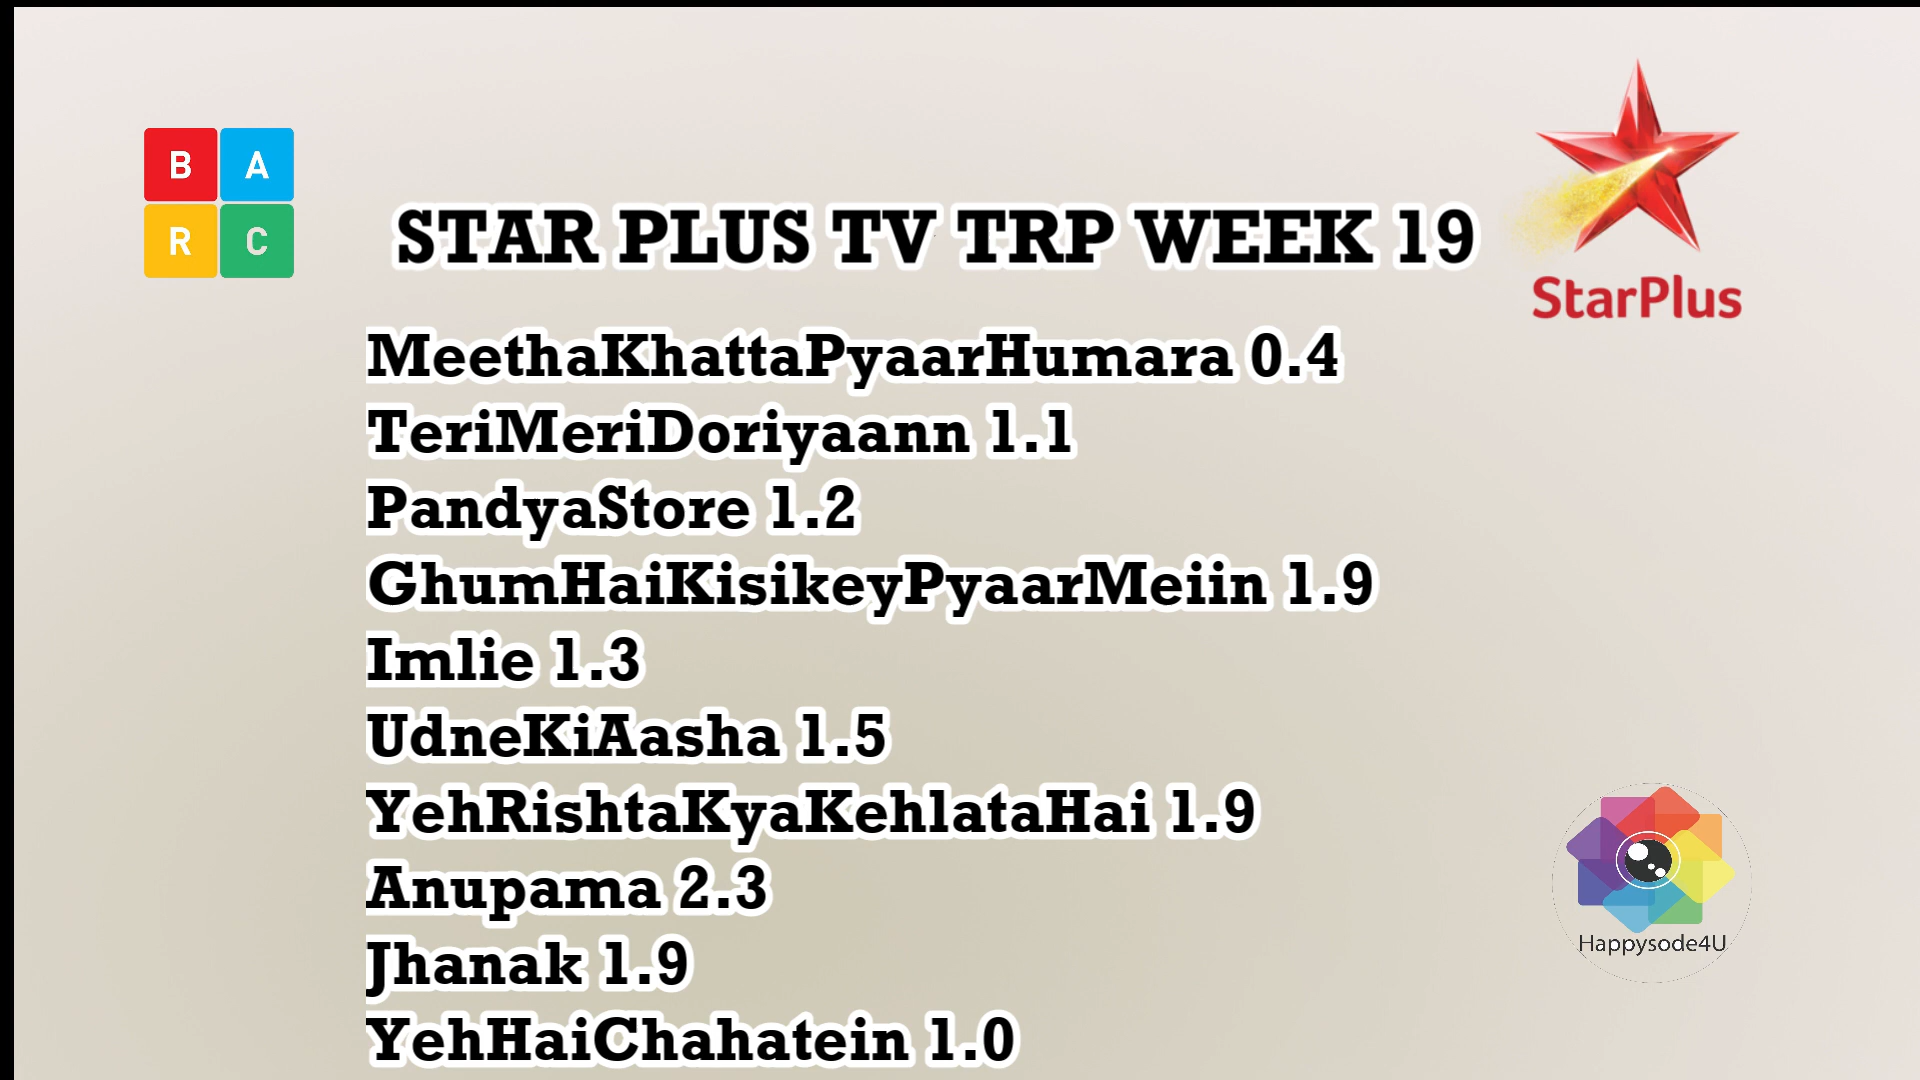 B A
R C
STAR PLUS TV TRP WEEK 19
StarPlus
MeethaKhattaPyaarHumara 0.4
TeriMeriDoriyaann 1.1
PandyaStore 1.2
GhumHaiKisikeyPyaarMeiin 1.9
Imlie 1.3
UdneKiAasha 1.5
YehRishtaKyaKehlataHai 1.9
Anupama 2.3
Jhanak 1.9
YehHaiChahatein 1.0
Happysode4U